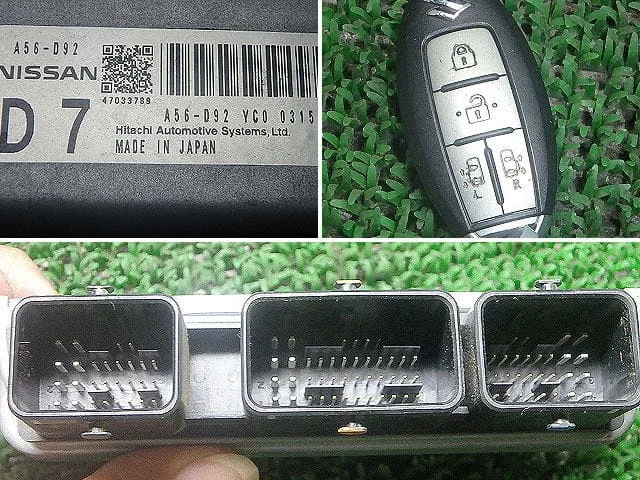 A56-D92
NISSAN
47033789
D 7
A56-D92 YC0 0315
Hitachi Automotive Systems, Ltd.
MADE IN JAPAN
L
R